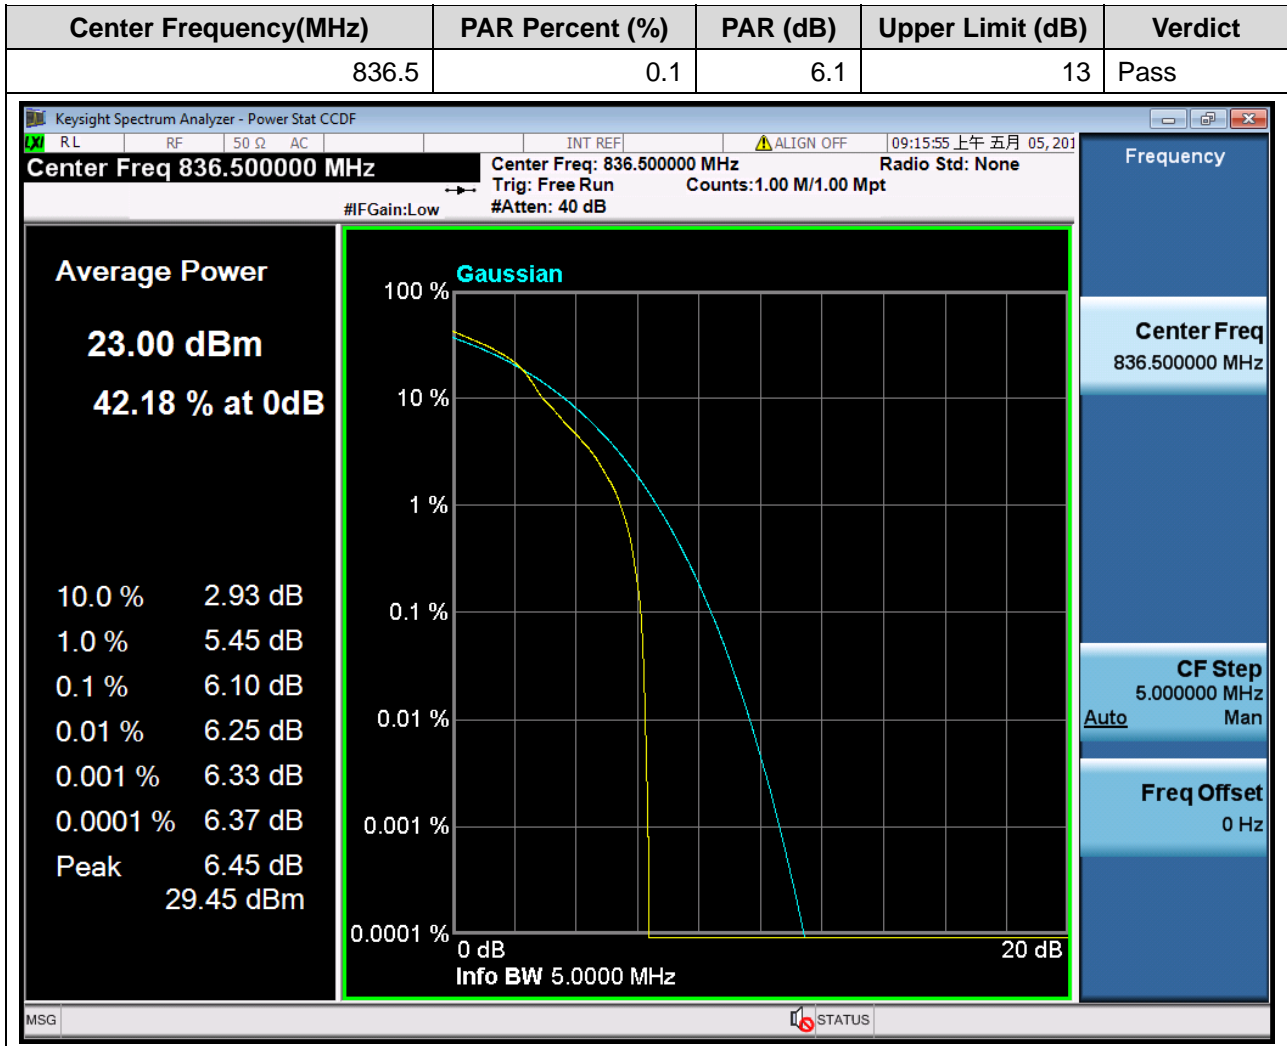 Center Frequency(MHz) PAR Percent (%) PAR (dB) Upper Limit (dB) Verdict
836.5 0.1 6.1 13 Pass
Keysight Spectrum Analyzer - Power Stat CCDF
LXI RL RF 50 Ω AC INT REF ALIGN OFF 09:15:55 上午 五月 05, 201
Center Freq 836.500000 MHz
Center Freq: 836.500000 MHz Radio Std: None
Trig: Free Run Counts:1.00 M/1.00 Mpt
#IFGain:Low #Atten: 40 dB
Frequency
Average Power
23.00 dBm
42.18 % at 0dB
10.0 % 2.93 dB
1.0 % 5.45 dB
0.1 % 6.10 dB
0.01 % 6.25 dB
0.001 % 6.33 dB
0.0001 % 6.37 dB
Peak 6.45 dB
29.45 dBm
Gaussian
100 %
10 %
1 %
0.1 %
0.01 %
0.001 %
0.0001 %
0 dB 20 dB
Info BW 5.0000 MHz
Center Freq
836.500000 MHz
CF Step
5.000000 MHz
Auto Man
Freq Offset
0 Hz
MSG STATUS